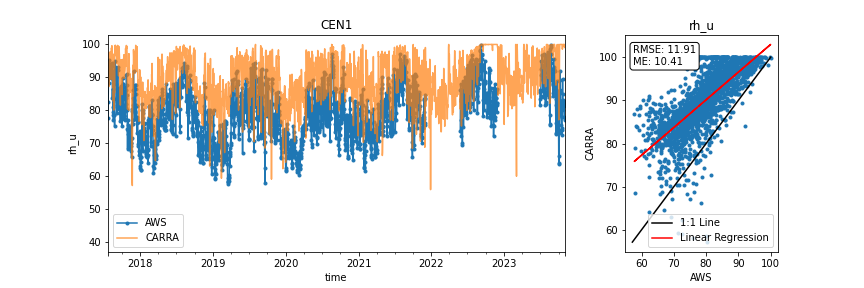 CEN1
100
90
80
70
60
50
40
rh_u
2018
2019
2020
2021
2022
2023
time
AWS
CARRA
rh_u
RMSE: 11.91
ME: 10.41
100
90
80
70
60
CARRA
60
70
80
90
100
AWS
1:1 Line
Linear Regression